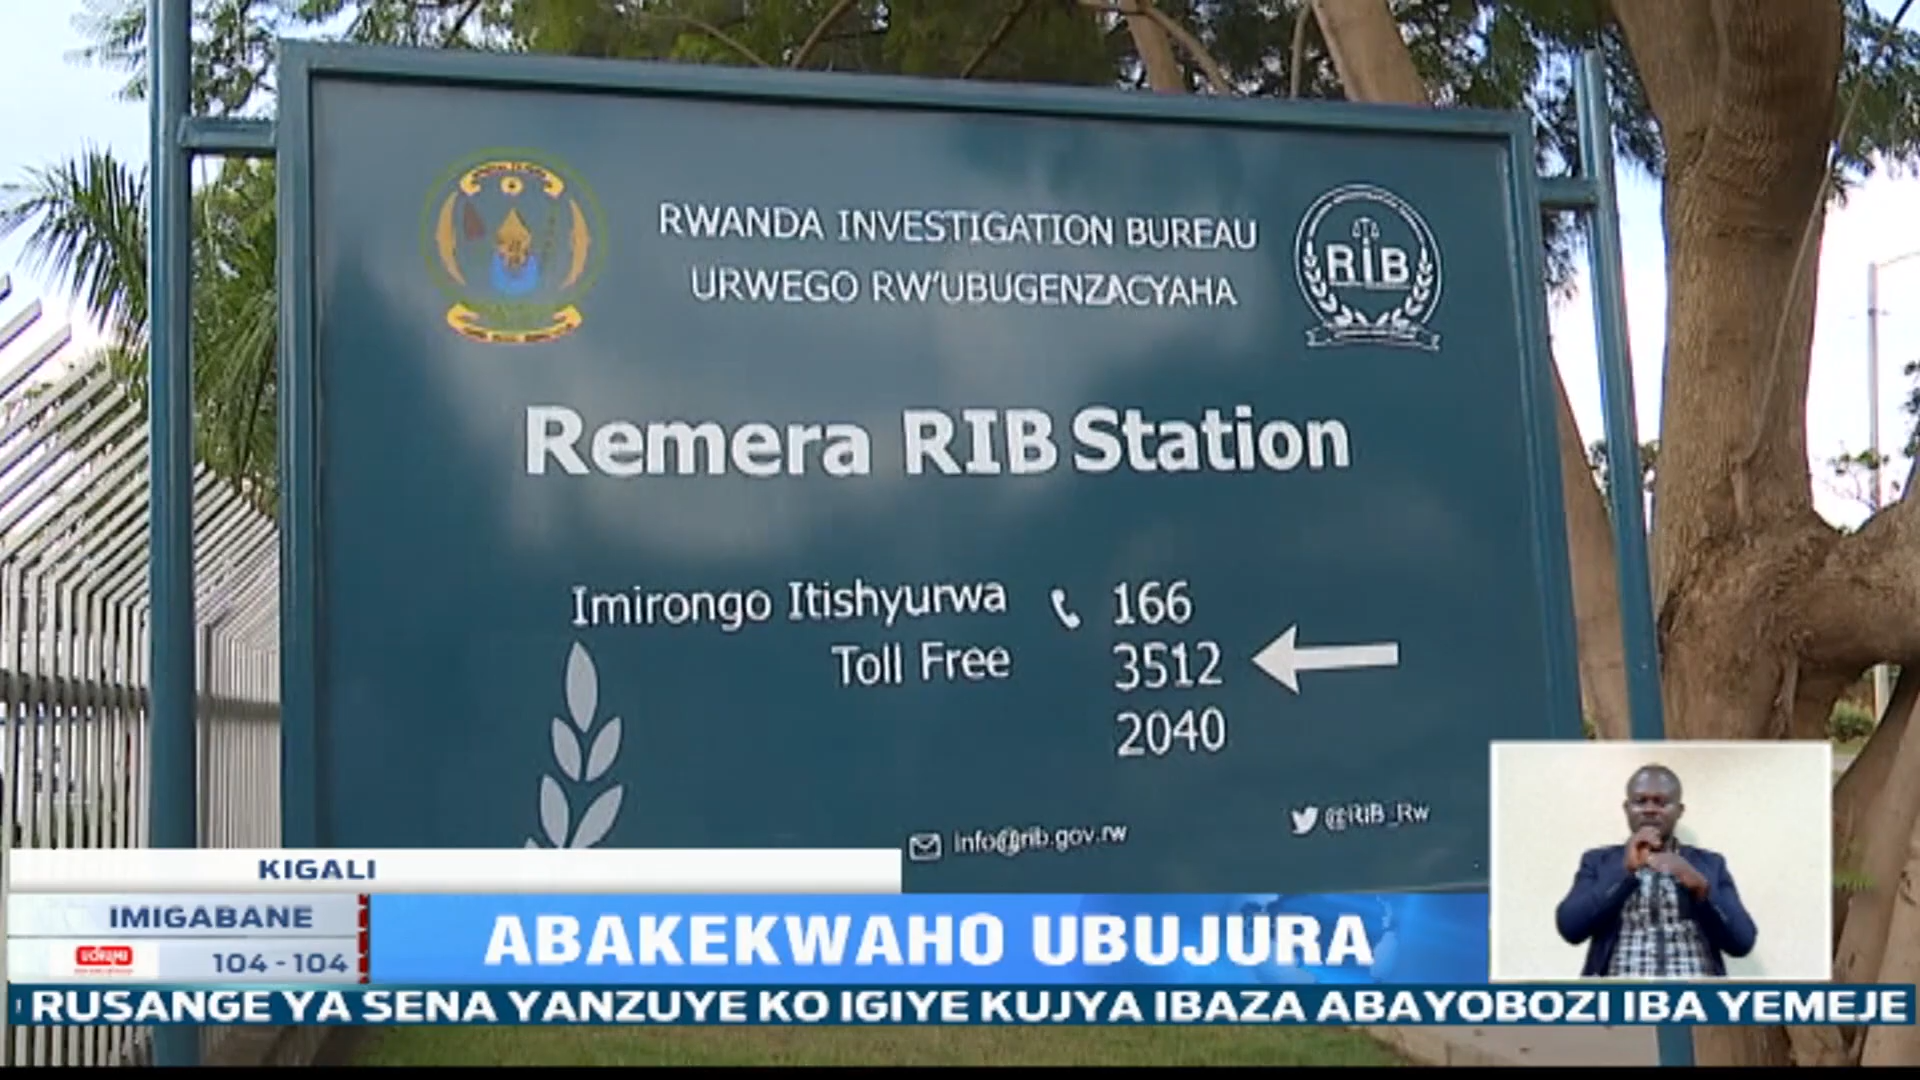 RWANDA INVESTIGATION BUREAU
URWEGO RW'UBUGENZACYAHA
RIB
Remera RIB Station
Imirongo Itishyurwa 166
Toll Free 3512
2040
info@rib.gov.rw
@RIB_Rw
KIGALI
IMIGABANE
104 - 104
ABAKEKWAHO UBUJURA
RUSANGE YA SENA YANZUYE KO IGIYE KUJYA IBAZA ABAYOBOZI IBA YEMEJE